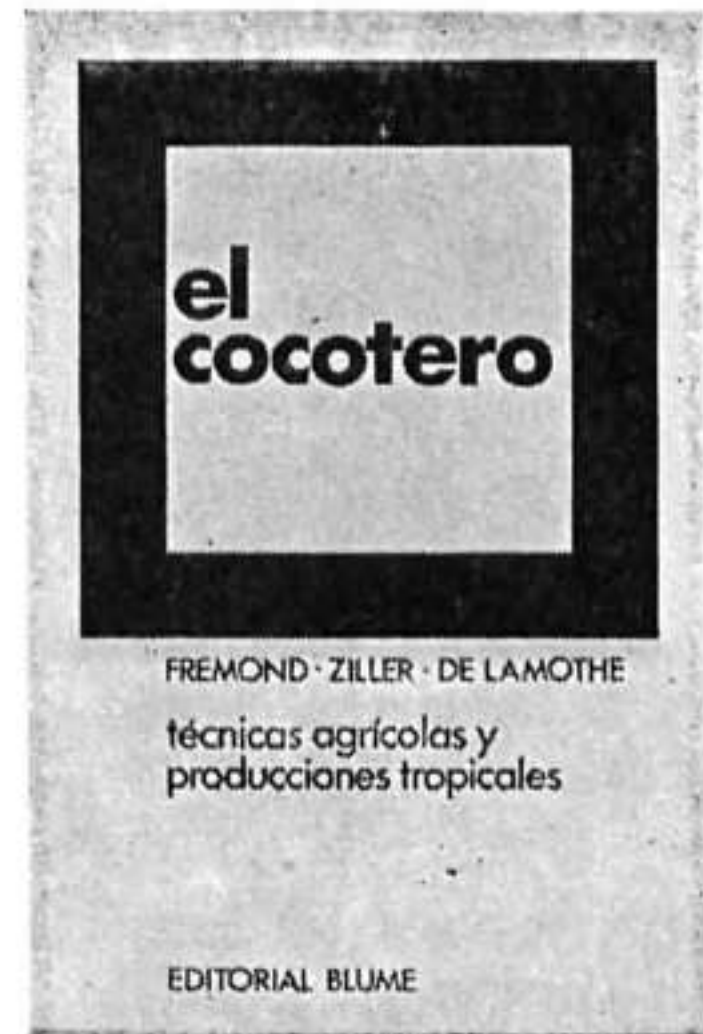 el
cocotero
FREMOND · ZILLER · DE LAMOTHE
técnicas agrícolas y
producciones tropicales
EDITORIAL BLUME